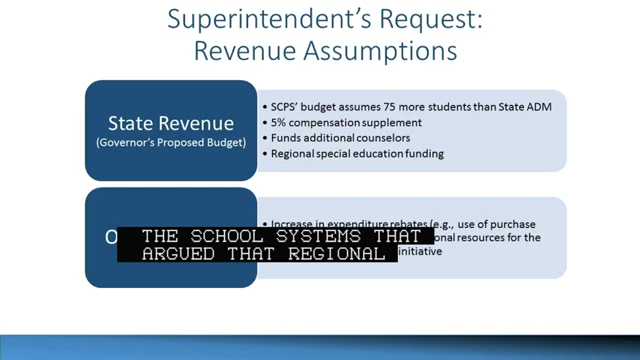 Superintendent's Request:
Revenue Assumptions
State Revenue
(Governor's Proposed Budget)
• SCPS' budget assumes 75 more students than State ADM
• 5% compensation supplement
• Funds additional counselors
• Regional special education funding
O
• Increase in expenditure rebates (e.g., use of purchase
onal resources for the
initiative
THE SCHOOL SYSTEMS THAT
ARGUED THAT REGIONAL